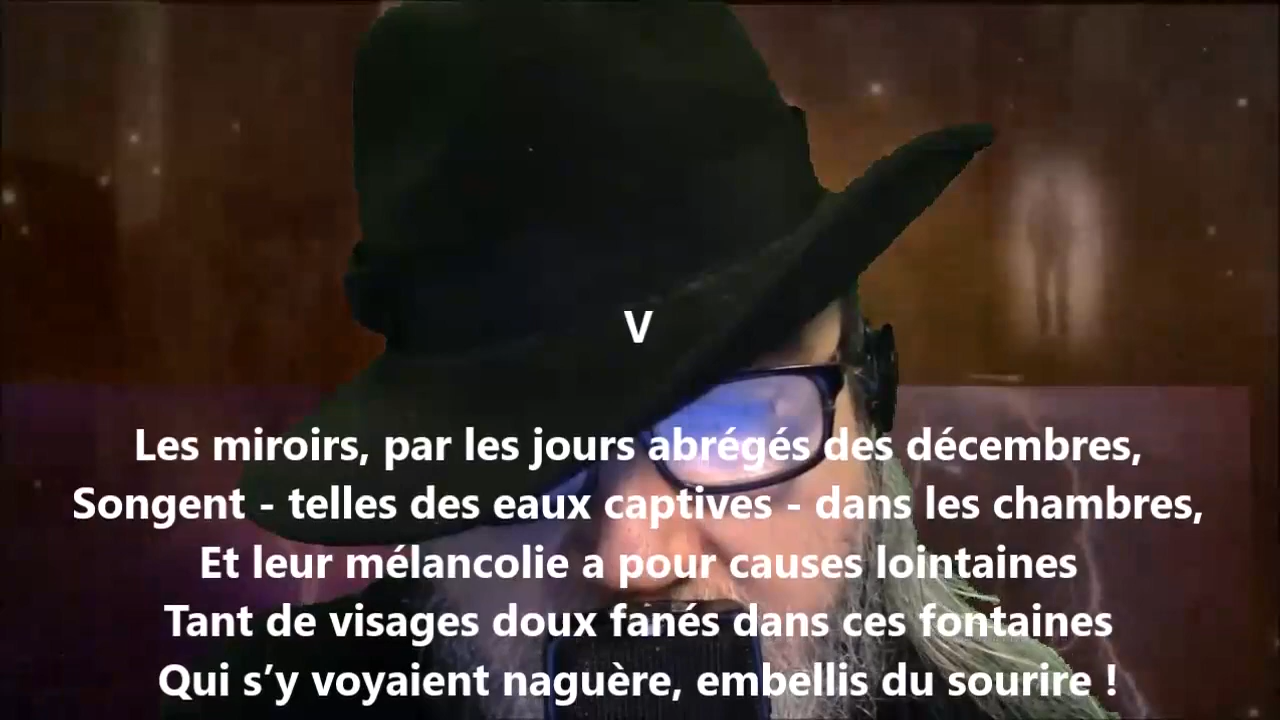 V
Les miroirs, par les jours abrégés des décembres,
Songent - telles des eaux captives - dans les chambres,
Et leur mélancolie a pour causes lointaines
Tant de visages doux fanés dans ces fontaines
Qui s’y voyaient naguère, embellis du sourire !